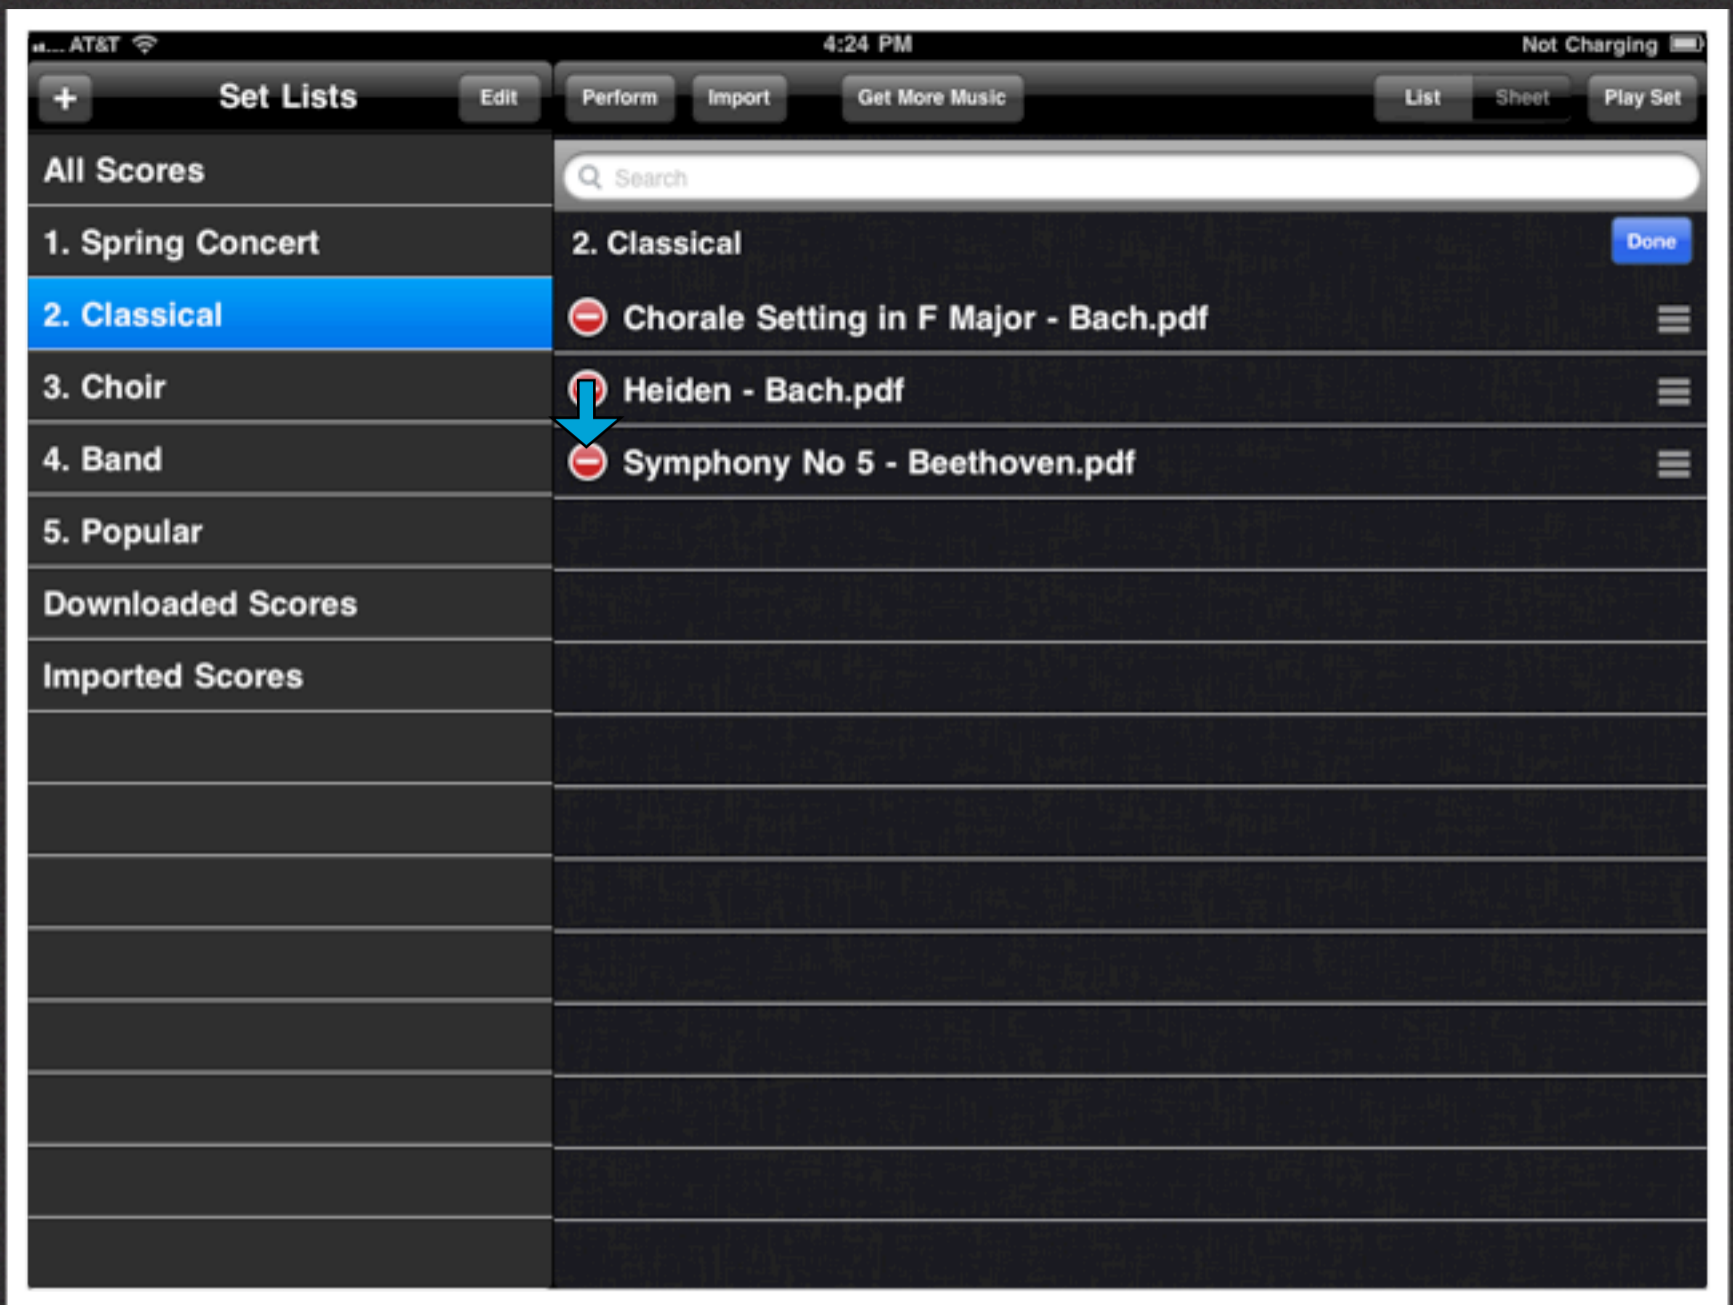 AT&T 4:24 PM Not Charging
+ Set Lists Edit Perform Import Get More Music List Sheet Play Set
All Scores
1. Spring Concert
2. Classical
3. Choir
4. Band
5. Popular
Downloaded Scores
Imported Scores
Search
2. Classical Done
Chorale Setting in F Major - Bach.pdf
Heiden - Bach.pdf
Symphony No 5 - Beethoven.pdf